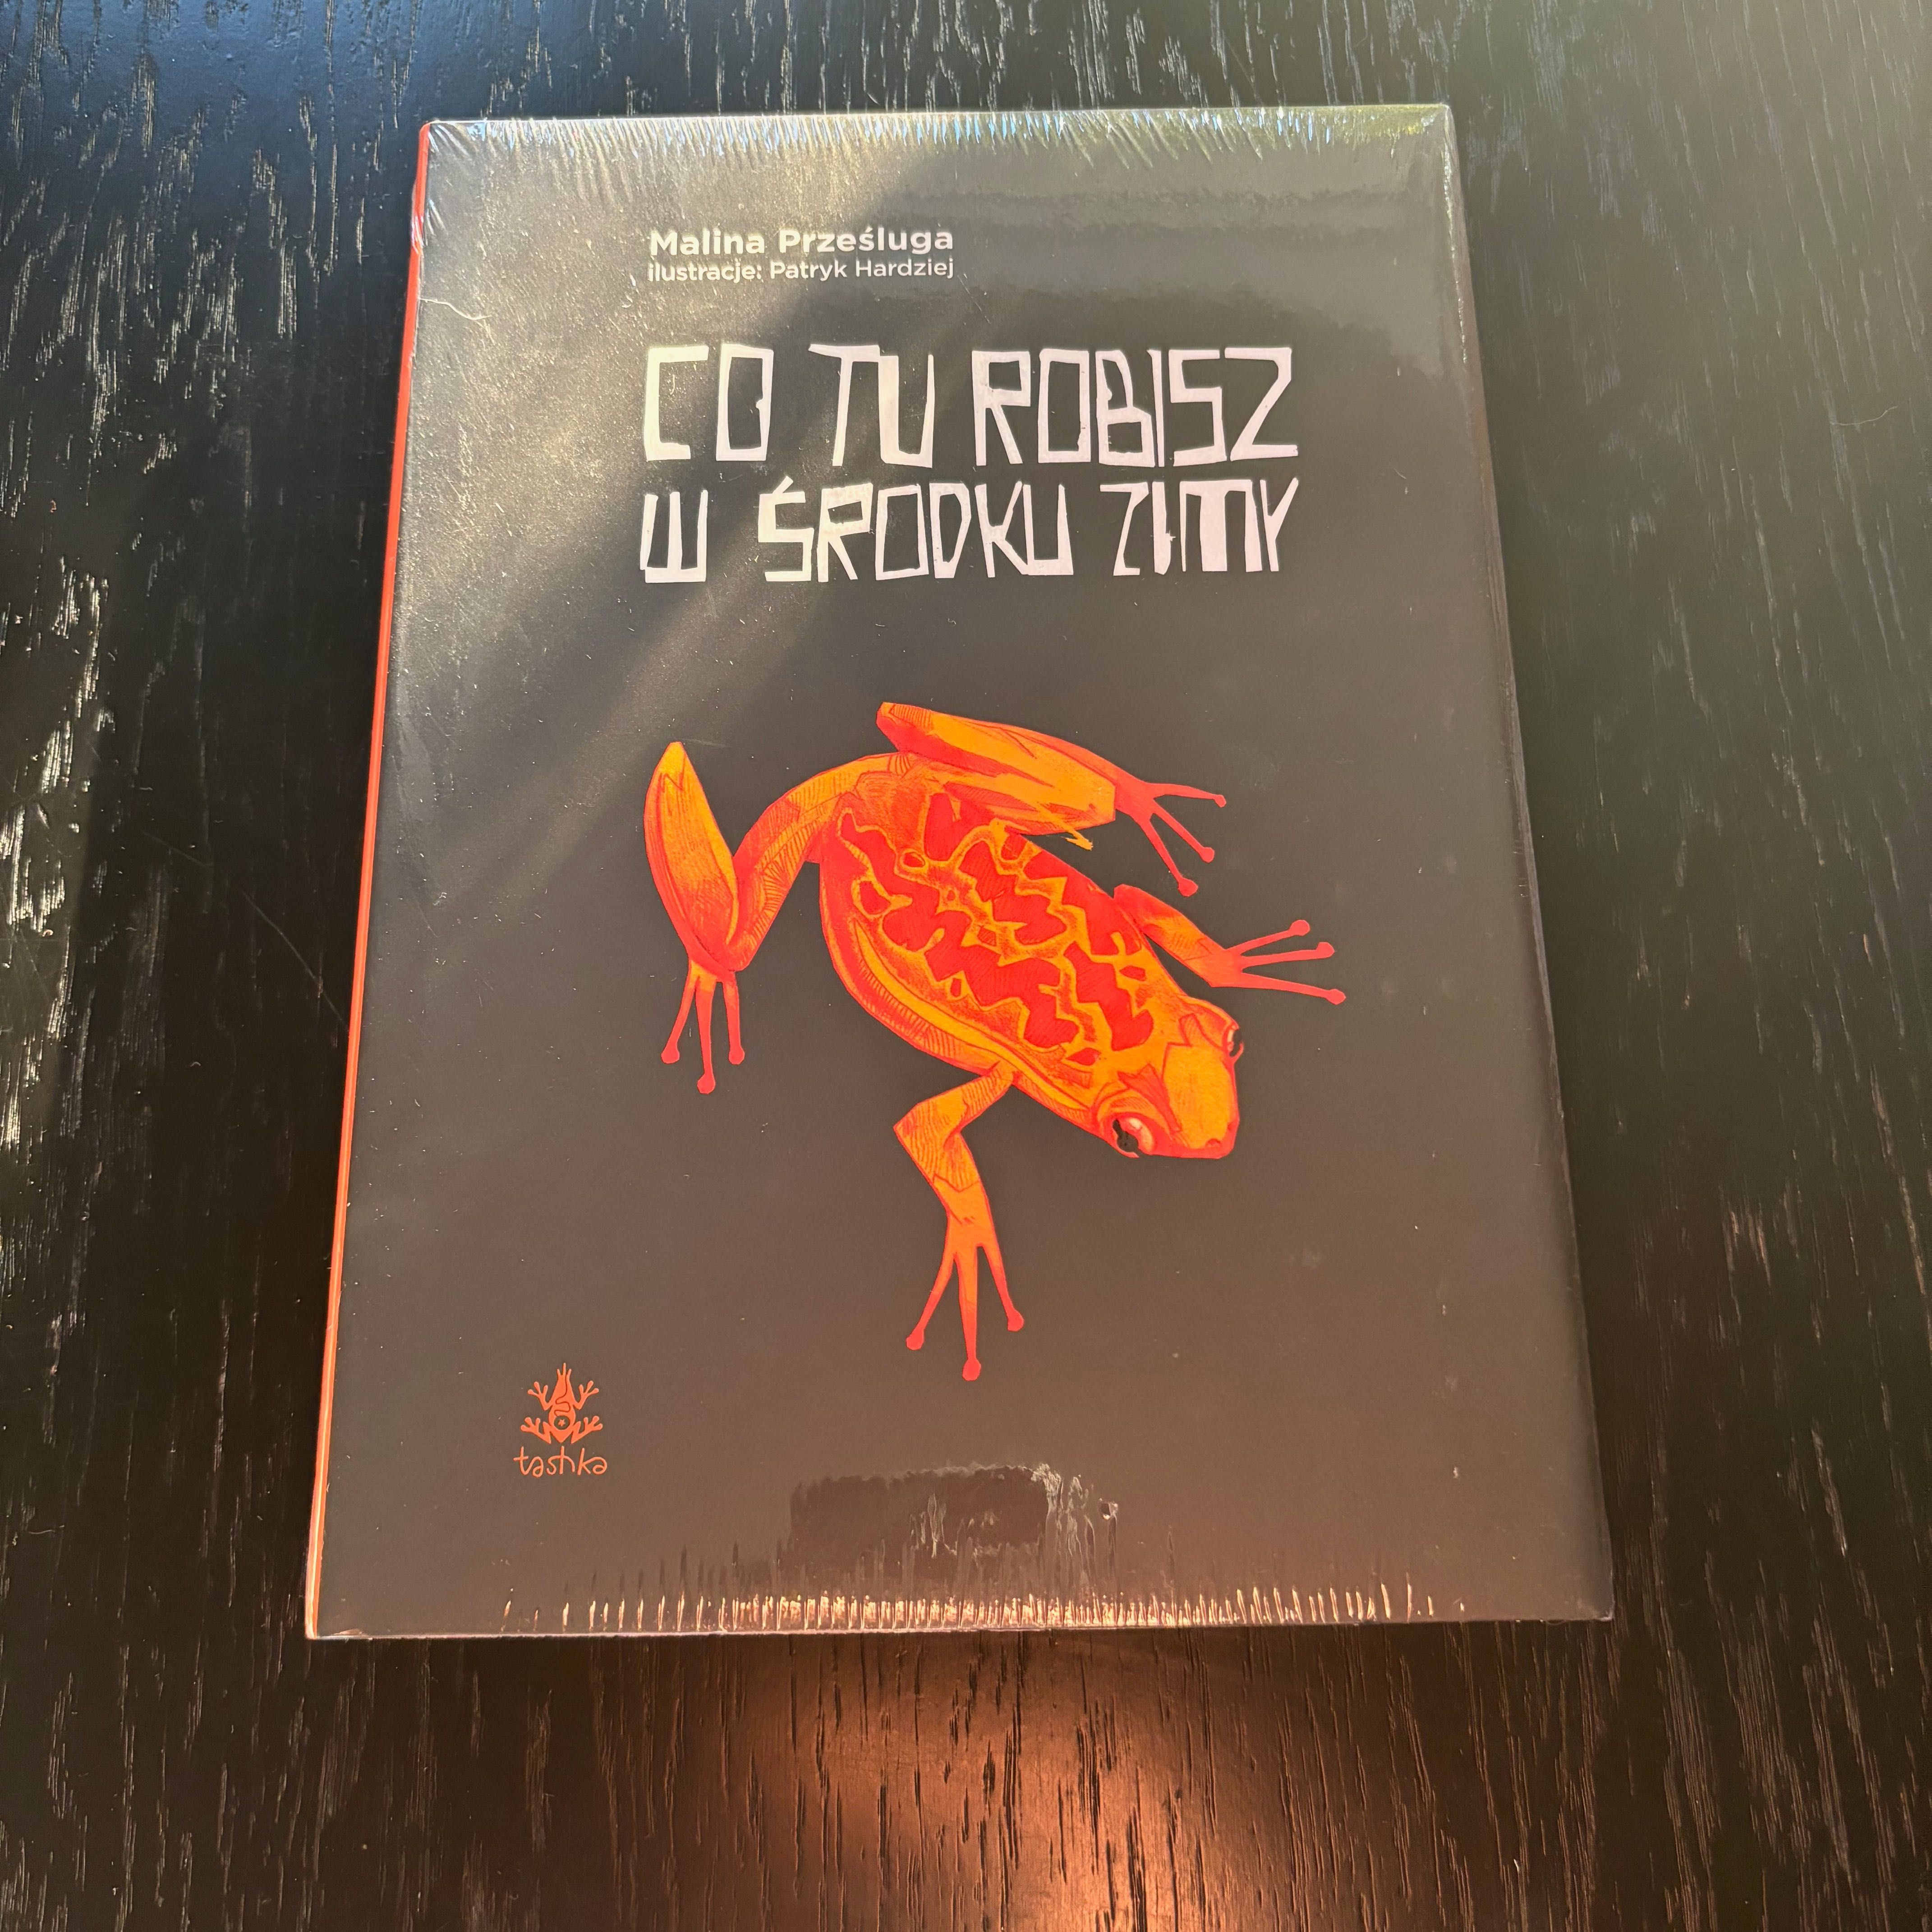 Malina Prześluga
ilustracje: Patryk Hardziej
CO TU ROBISZ
W ŚRODKU ZIMY
tashka